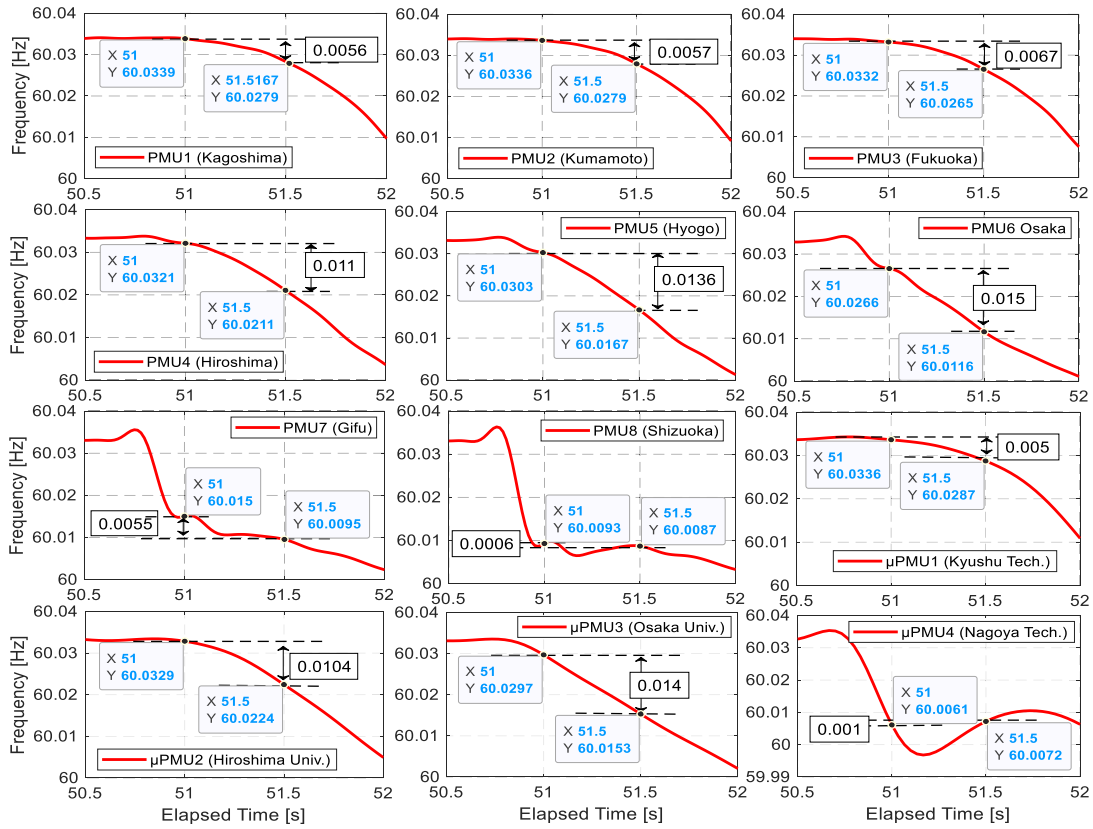 60.04
60.03
60.02
60.01
60
Frequency [Hz]
X 51
Y 60.0339
X 51.5167
Y 60.0279
0.0056
PMU1 (Kagoshima)
50.5 51 51.5 52
60.04
60.03
60.02
60.01
60
X 51
Y 60.0336
X 51.5
Y 60.0279
0.0057
PMU2 (Kumamoto)
50.5 51 51.5 52
60.04
60.03
60.02
60.01
60
X 51
Y 60.0332
X 51.5
Y 60.0265
0.0067
PMU3 (Fukuoka)
50.5 51 51.5 52
60.04
60.03
60.02
60.01
60
Frequency [Hz]
X 51
Y 60.0321
X 51.5
Y 60.0211
0.011
PMU4 (Hiroshima)
50.5 51 51.5 52
60.04
60.03
60.02
60.01
60
PMU5 (Hyogo)
X 51
Y 60.0303
X 51.5
Y 60.0167
0.0136
50.5 51 51.5 52
60.04
60.03
60.02
60.01
60
PMU6 Osaka
X 51
Y 60.0266
X 51.5
Y 60.0116
0.015
50.5 51 51.5 52
60.04
60.03
60.02
60.01
60
Frequency [Hz]
PMU7 (Gifu)
X 51
Y 60.015
X 51.5
Y 60.0095
0.0055
50.5 51 51.5 52
60.04
60.03
60.02
60.01
60
PMU8 (Shizuoka)
X 51
Y 60.0093
X 51.5
Y 60.0087
0.0006
50.5 51 51.5 52
60.04
60.03
60.02
60.01
60
X 51
Y 60.0336
X 51.5
Y 60.0287
0.005
µPMU1 (Kyushu Tech.)
50.5 51 51.5 52
60.04
60.03
60.02
60.01
60
Frequency [Hz]
X 51
Y 60.0329
X 51.5
Y 60.0224
0.0104
µPMU2 (Hiroshima Univ.)
50.5 51 51.5 52
Elapsed Time [s]
60.04
60.03
60.02
60.01
60
µPMU3 (Osaka Univ.)
X 51
Y 60.0297
X 51.5
Y 60.0153
0.014
50.5 51 51.5 52
Elapsed Time [s]
60.04
60.03
60.02
60.01
60
59.99
µPMU4 (Nagoya Tech.)
X 51
Y 60.0061
X 51.5
Y 60.0072
0.001
50.5 51 51.5 52
Elapsed Time [s]